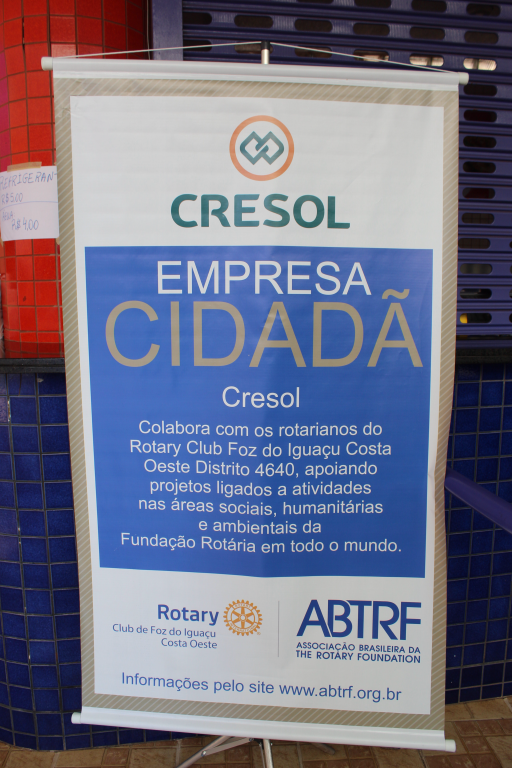 CRESOL
EMPRESA
CIDADÃ
Cresol
Colabora com os rotarianos do
Rotary Club Foz do Iguaçu Costa
Oeste Distrito 4640, apoiando
projetos ligados a atividades
nas áreas sociais, humanitárias
e ambientais da
Fundação Rotária em todo o mundo.
Rotary
Club de Foz do Iguaçu
Costa Oeste
ABTRF
ASSOCIAÇÃO BRASILEIRA DA
THE ROTARY FOUNDATION
Informações pelo site www.abtrf.org.br
R$ 4,00